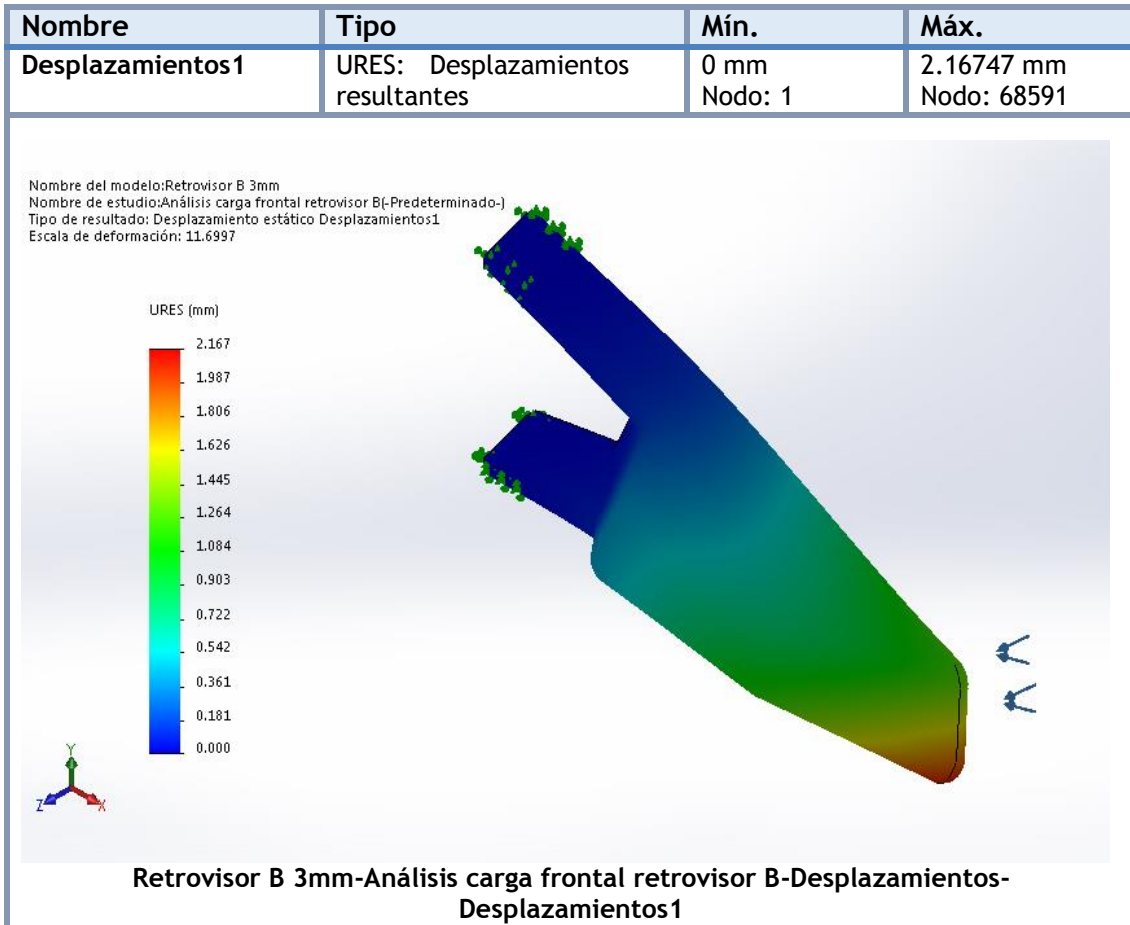 Nombre Tipo Mín. Máx.
Desplazamientos1 URES: Desplazamientos 0 mm 2.16747 mm
resultantes Nodo: 1 Nodo: 68591
Nombre del modelo:Retrovisor B 3mm
Nombre de estudio:Análisis carga frontal retrovisor B(-Predeterminado-)
Tipo de resultado: Desplazamiento estático Desplazamientos1
Escala de deformación: 11.6997
URES (mm)
2.167
1.987
1.806
1.626
1.445
1.264
1.084
0.903
0.722
0.542
0.361
0.181
0.000
Y
Z X
Retrovisor B 3mm-Análisis carga frontal retrovisor B-Desplazamientos-
Desplazamientos1